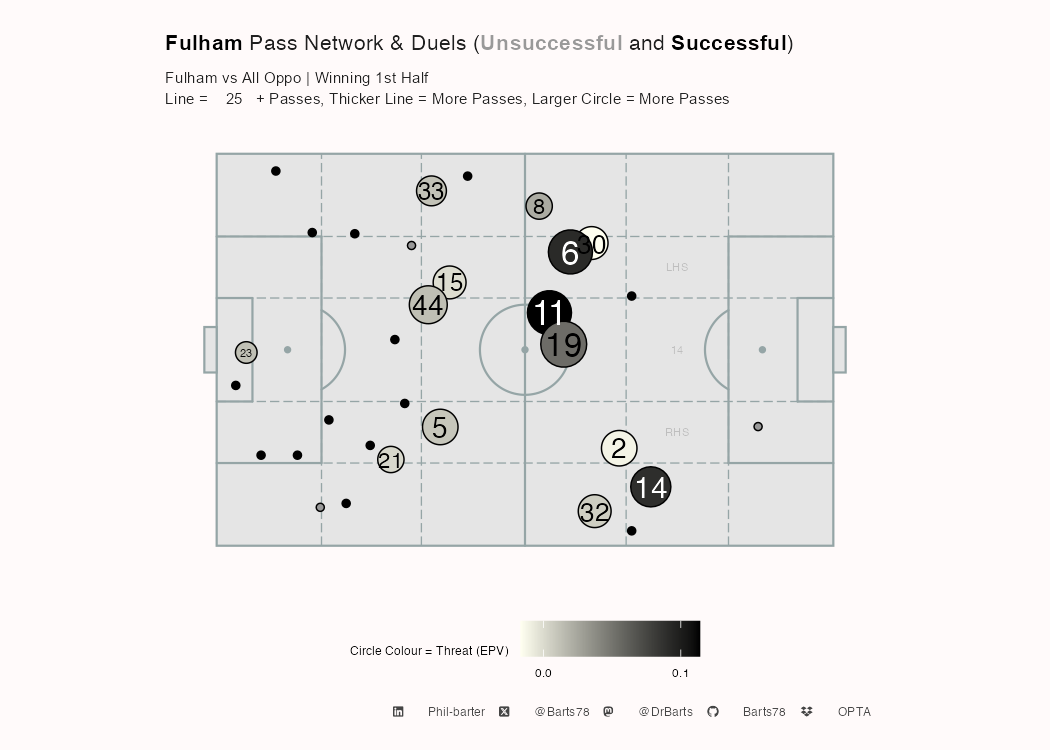 Fulham Pass Network & Duels (Unsuccessful and Successful)
Fulham vs All Oppo | Winning 1st Half
Line = 25 + Passes, Thicker Line = More Passes, Larger Circle = More Passes
33
8
6 30
LHS
15
44
11
19
14
23
5
RHS
2
21
14
32
Circle Colour = Threat (EPV)
0.0 0.1
Phil-barter @Barts78 @DrBarts Barts78 OPTA